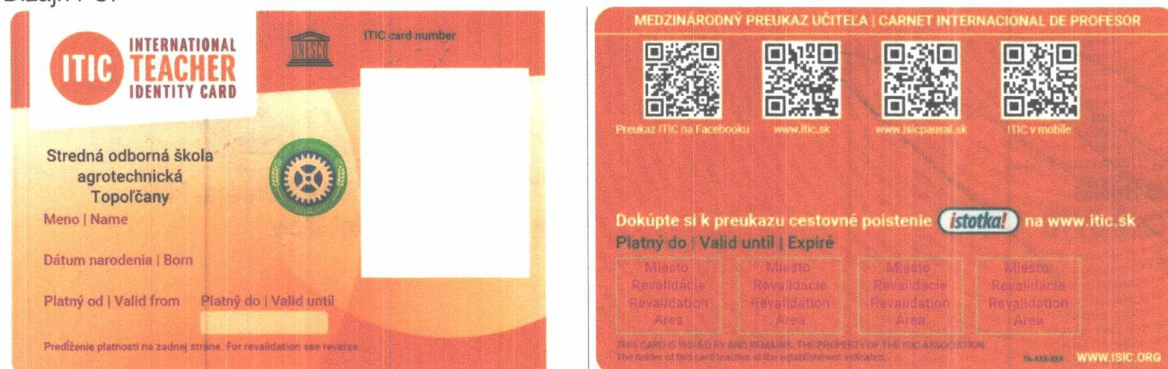 ITIC
INTERNATIONAL
TEACHER
IDENTITY CARD
UNESCO
ITIC card number
Stredná odborná škola
agrotechnická
Topoľčany
Meno | Name
Dátum narodenia | Born
Platný od | Valid from
Platný do | Valid until
Predĺženie platnosti na zadnej strane. For revalidation see reverse
MEDZINÁRODNÝ PREUKAZ UČITEĽA | CARNET INTERNACIONAL DE PROFESOR
Preukaz ITIC na Facebooku
www.itic.sk
www.isicpausal.sk
ITIC v mobile
Dokúpte si k preukazu cestovné poistenie istotka! na www.itic.sk
Platný do | Valid until | Expiré
Miesto
Revalidácie
Revalidation
Area
Miesto
Revalidácie
Revalidation
Area
Miesto
Revalidácie
Revalidation
Area
Miesto
Revalidácie
Revalidation
Area
THIS CARD IS ISSUED BY AND REMAINS THE PROPERTY OF THE ISIC ASSOCIATION.
The holder of this card teaches at the establishment indicated.
WWW.ISIC.ORG